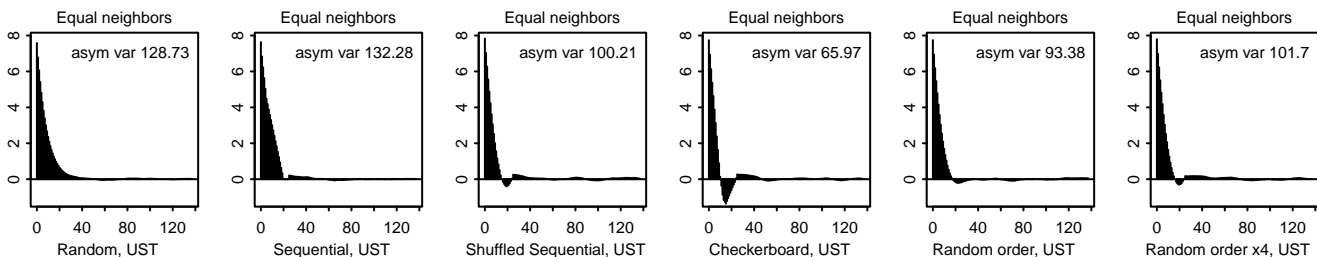 Equal neighbors
asym var 128.73
8
6
4
2
0
0 40 80 120
Random, UST
Equal neighbors
asym var 132.28
8
6
4
2
0
0 40 80 120
Sequential, UST
Equal neighbors
asym var 100.21
8
6
4
2
0
0 40 80 120
Shuffled Sequential, UST
Equal neighbors
asym var 65.97
8
6
4
2
0
0 40 80 120
Checkerboard, UST
Equal neighbors
asym var 93.38
8
6
4
2
0
0 40 80 120
Random order, UST
Equal neighbors
asym var 101.7
8
6
4
2
0
0 40 80 120
Random order x4, UST